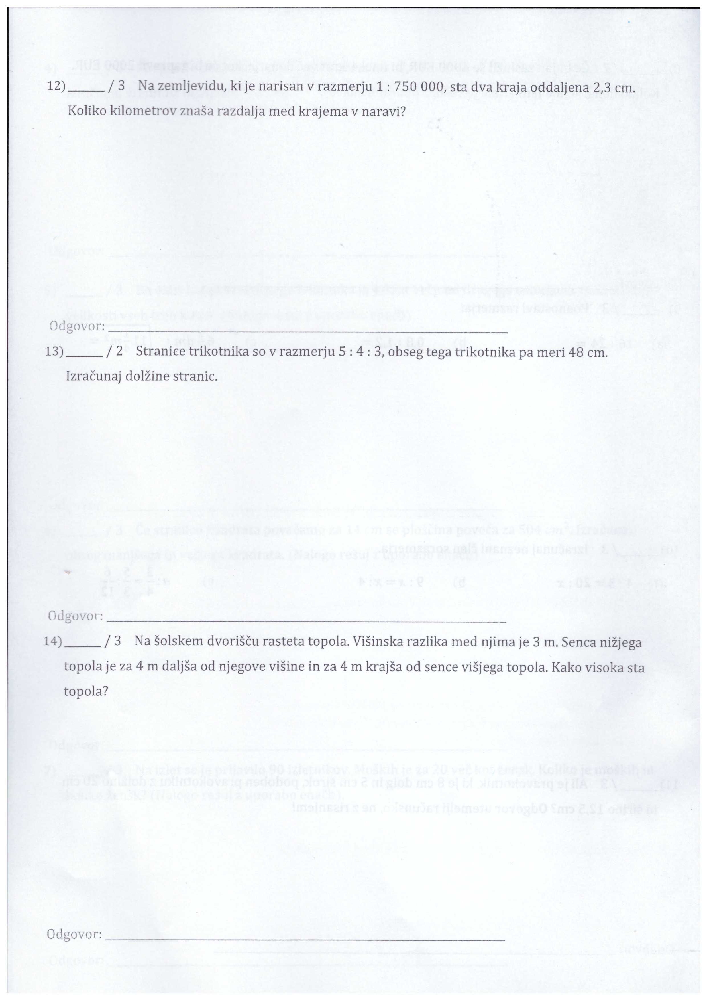 12)______ / 3 Na zemljevidu, ki je narisan v razmerju 1 : 750 000, sta dva kraja oddaljena 2,3 cm.
Koliko kilometrov znaša razdalja med krajema v naravi?
Odgovor: ______
13)______ / 2 Stranice trikotnika so v razmerju 5 : 4 : 3, obseg tega trikotnika pa meri 48 cm.
Izračunaj dolžine stranic.
Odgovor: ______
14)______ / 3 Na šolskem dvorišču rasteta topola. Višinska razlika med njima je 3 m. Senca nižjega
topola je za 4 m daljša od njegove višine in za 4 m krajša od sence višjega topola. Kako visoka sta
topola?
Odgovor: ______